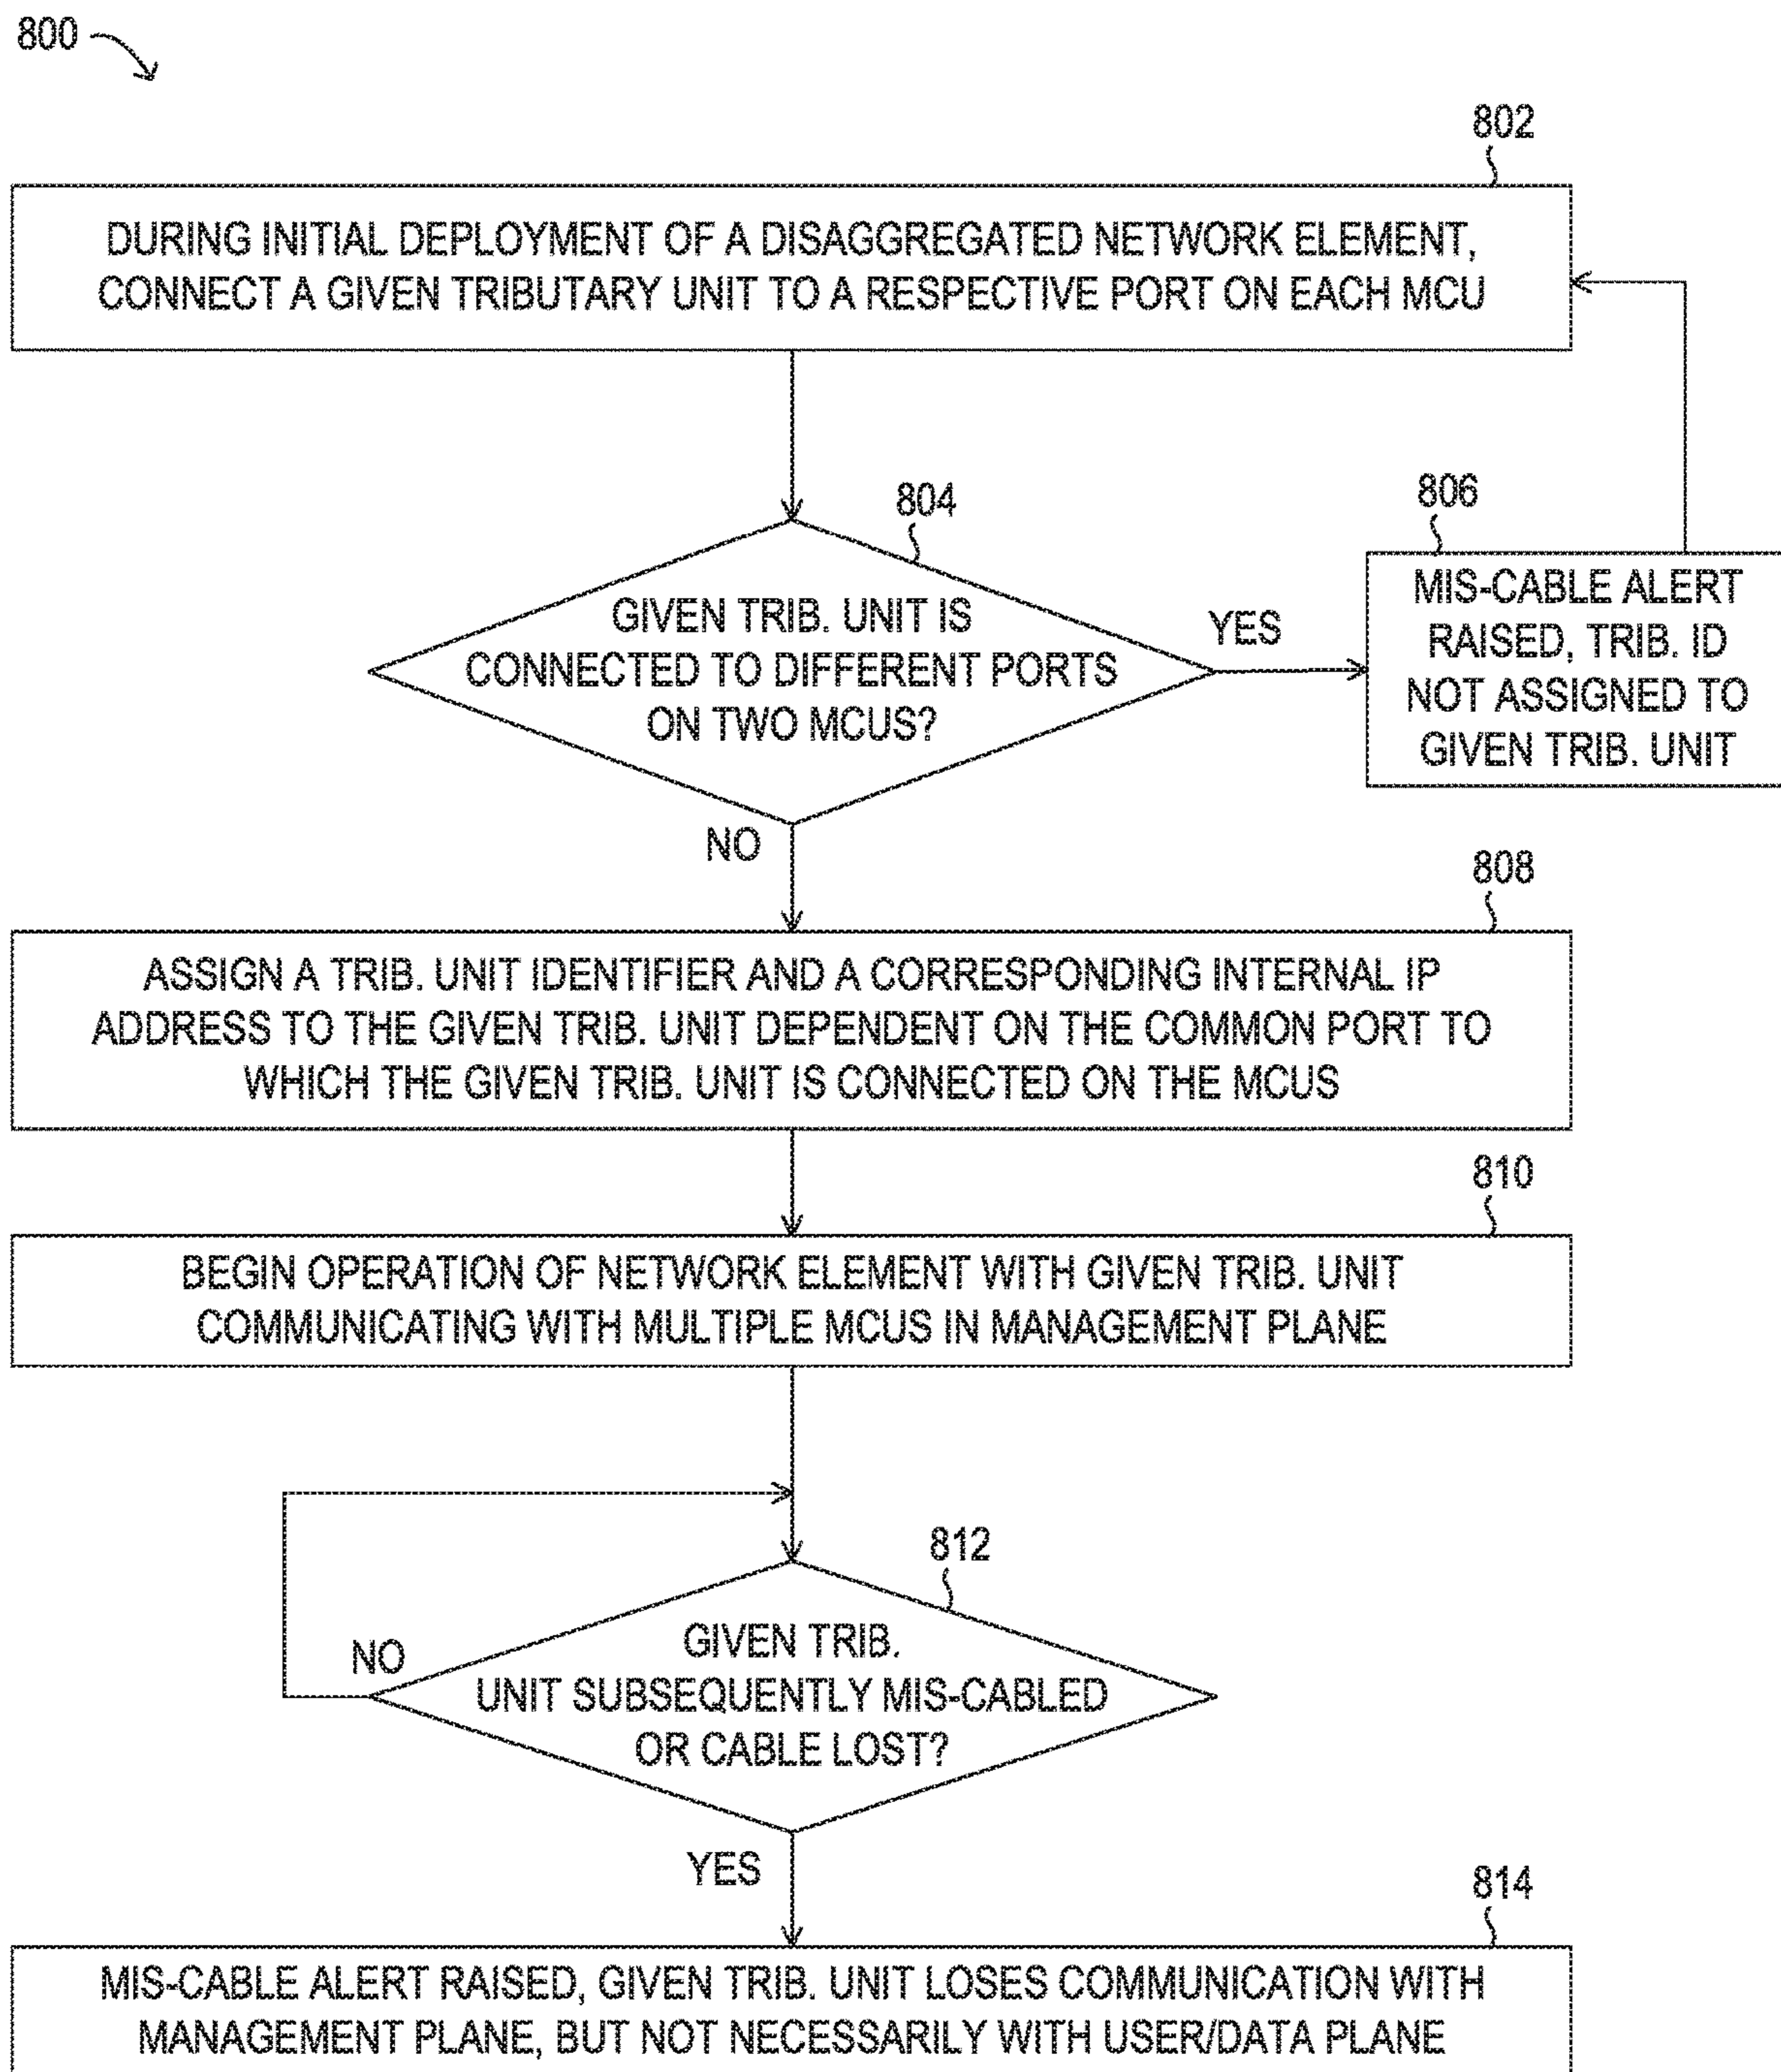 800
802
DURING INITIAL DEPLOYMENT OF A DISAGGREGATED NETWORK ELEMENT,
CONNECT A GIVEN TRIBUTARY UNIT TO A RESPECTIVE PORT ON EACH MCU
804
GIVEN TRIB. UNIT IS
CONNECTED TO DIFFERENT PORTS
ON TWO MCUS?
YES
806
MIS-CABLE ALERT
RAISED, TRIB. ID
NOT ASSIGNED TO
GIVEN TRIB. UNIT
NO
808
ASSIGN A TRIB. UNIT IDENTIFIER AND A CORRESPONDING INTERNAL IP
ADDRESS TO THE GIVEN TRIB. UNIT DEPENDENT ON THE COMMON PORT TO
WHICH THE GIVEN TRIB. UNIT IS CONNECTED ON THE MCUS
810
BEGIN OPERATION OF NETWORK ELEMENT WITH GIVEN TRIB. UNIT
COMMUNICATING WITH MULTIPLE MCUS IN MANAGEMENT PLANE
812
GIVEN TRIB.
UNIT SUBSEQUENTLY MIS-CABLED
OR CABLE LOST?
NO
YES
814
MIS-CABLE ALERT RAISED, GIVEN TRIB. UNIT LOSES COMMUNICATION WITH
MANAGEMENT PLANE, BUT NOT NECESSARILY WITH USER/DATA PLANE